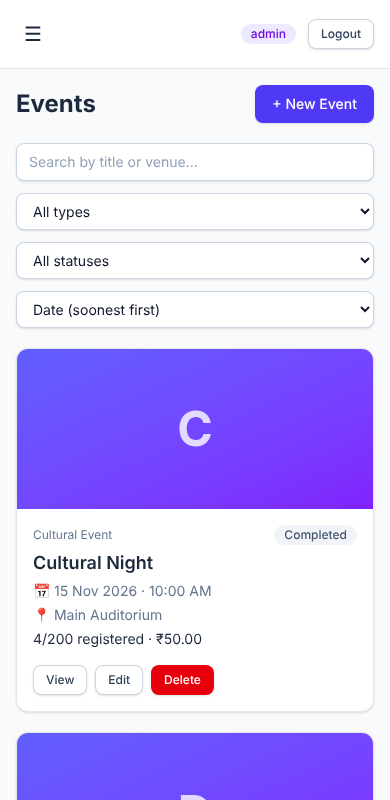 ☰
admin
Logout
Events
+ New Event
Search by title or venue...
All types
All statuses
Date (soonest first)
C
Cultural Event
Completed
Cultural Night
📅 15 Nov 2026 · 10:00 AM
📍 Main Auditorium
4/200 registered · ₹50.00
View
Edit
Delete